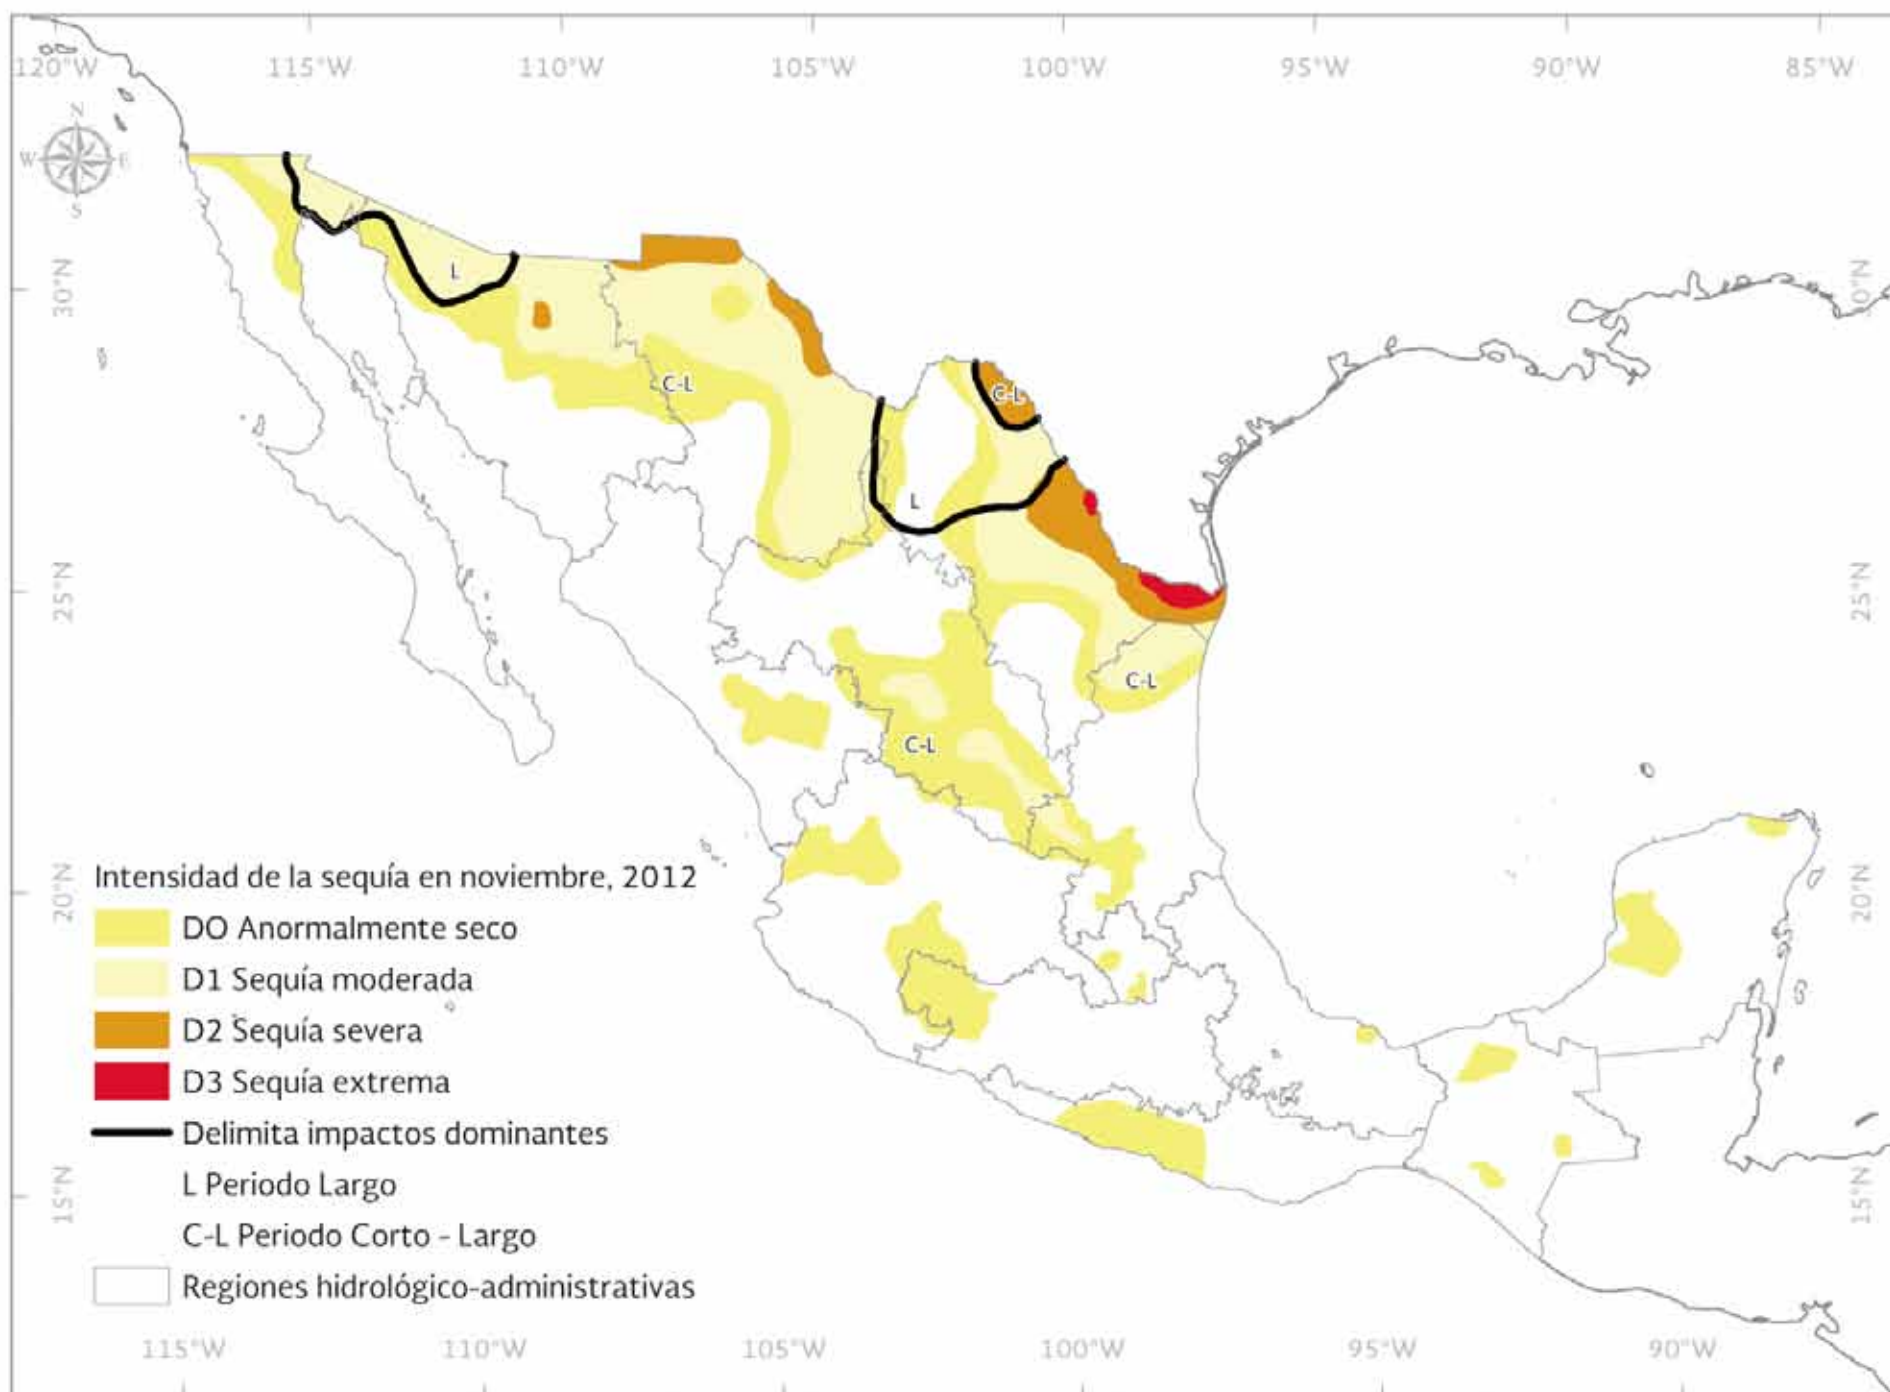 120°W 115°W 110°W 105°W 100°W 95°W 90°W 85°W
N
W E
S
30°N
30°N
L
C-L
C-L
L
25°N
25°N
C-L
C-L
Intensidad de la sequía en noviembre, 2012
DO Anormalmente seco
D1 Sequía moderada
D2 Sequía severa
D3 Sequía extrema
Delimita impactos dominantes
L Periodo Largo
C-L Periodo Corto - Largo
Regiones hidrológico-administrativas
20°N
20°N
15°N
15°N
115°W 110°W 105°W 100°W 95°W 90°W